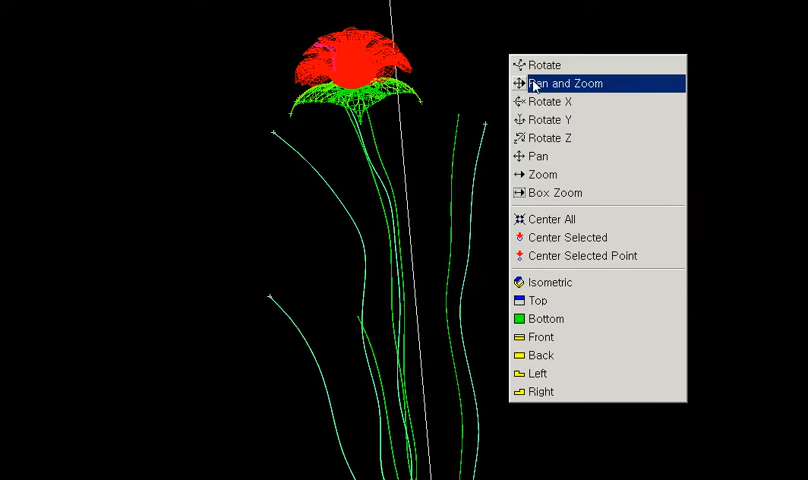 Rotate
Pan and Zoom
Rotate X
Rotate Y
Rotate Z
Pan
Zoom
Box Zoom
Center All
Center Selected
Center Selected Point
Isometric
Top
Bottom
Front
Back
Left
Right